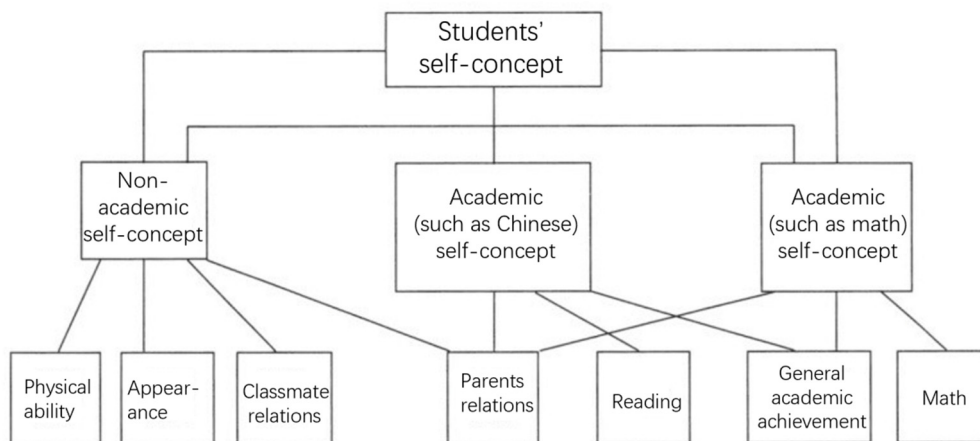 Students'
self-concept
Non-
academic
self-concept
Academic
(such as Chinese)
self-concept
Academic
(such as math)
self-concept
Physical
ability
Appear-
ance
Classmate
relations
Parents
relations
Reading
General
academic
achievement
Math